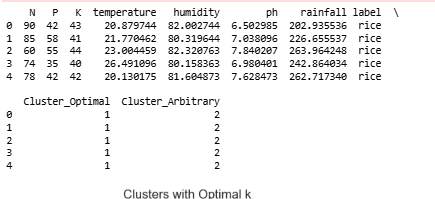 N P K temperature humidity ph rainfall label \
0 90 42 43 20.879744 82.002744 6.502985 202.935536 rice
1 85 58 41 21.770462 80.319644 7.038096 226.655537 rice
2 60 55 44 23.004459 82.320763 7.840207 263.964248 rice
3 74 35 40 26.491096 80.158363 6.980401 242.864034 rice
4 78 42 42 20.130175 81.604873 7.628473 262.717340 rice
Cluster_Optimal Cluster_Arbitrary
0 1 2
1 1 2
2 1 2
3 1 2
4 1 2
Clusters with Optimal k